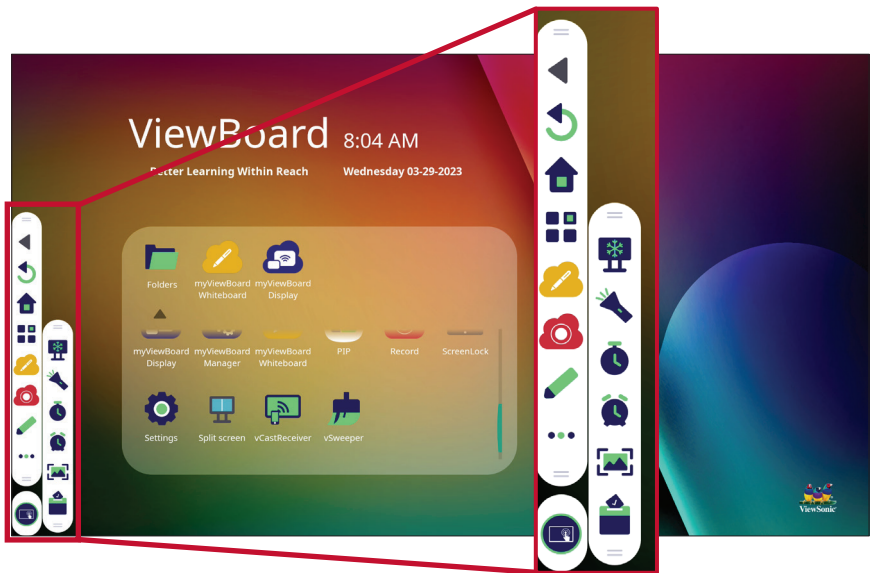 ViewBoard 8:04 AM
Better Learning Within Reach Wednesday 03-29-2023
Folders
myViewBoard Whiteboard
myViewBoard Display
myViewBoard Display
myViewBoard Manager
myViewBoard Whiteboard
PIP
Record
ScreenLock
Settings
Split screen
vCastReceiver
vSweeper
ViewSonic